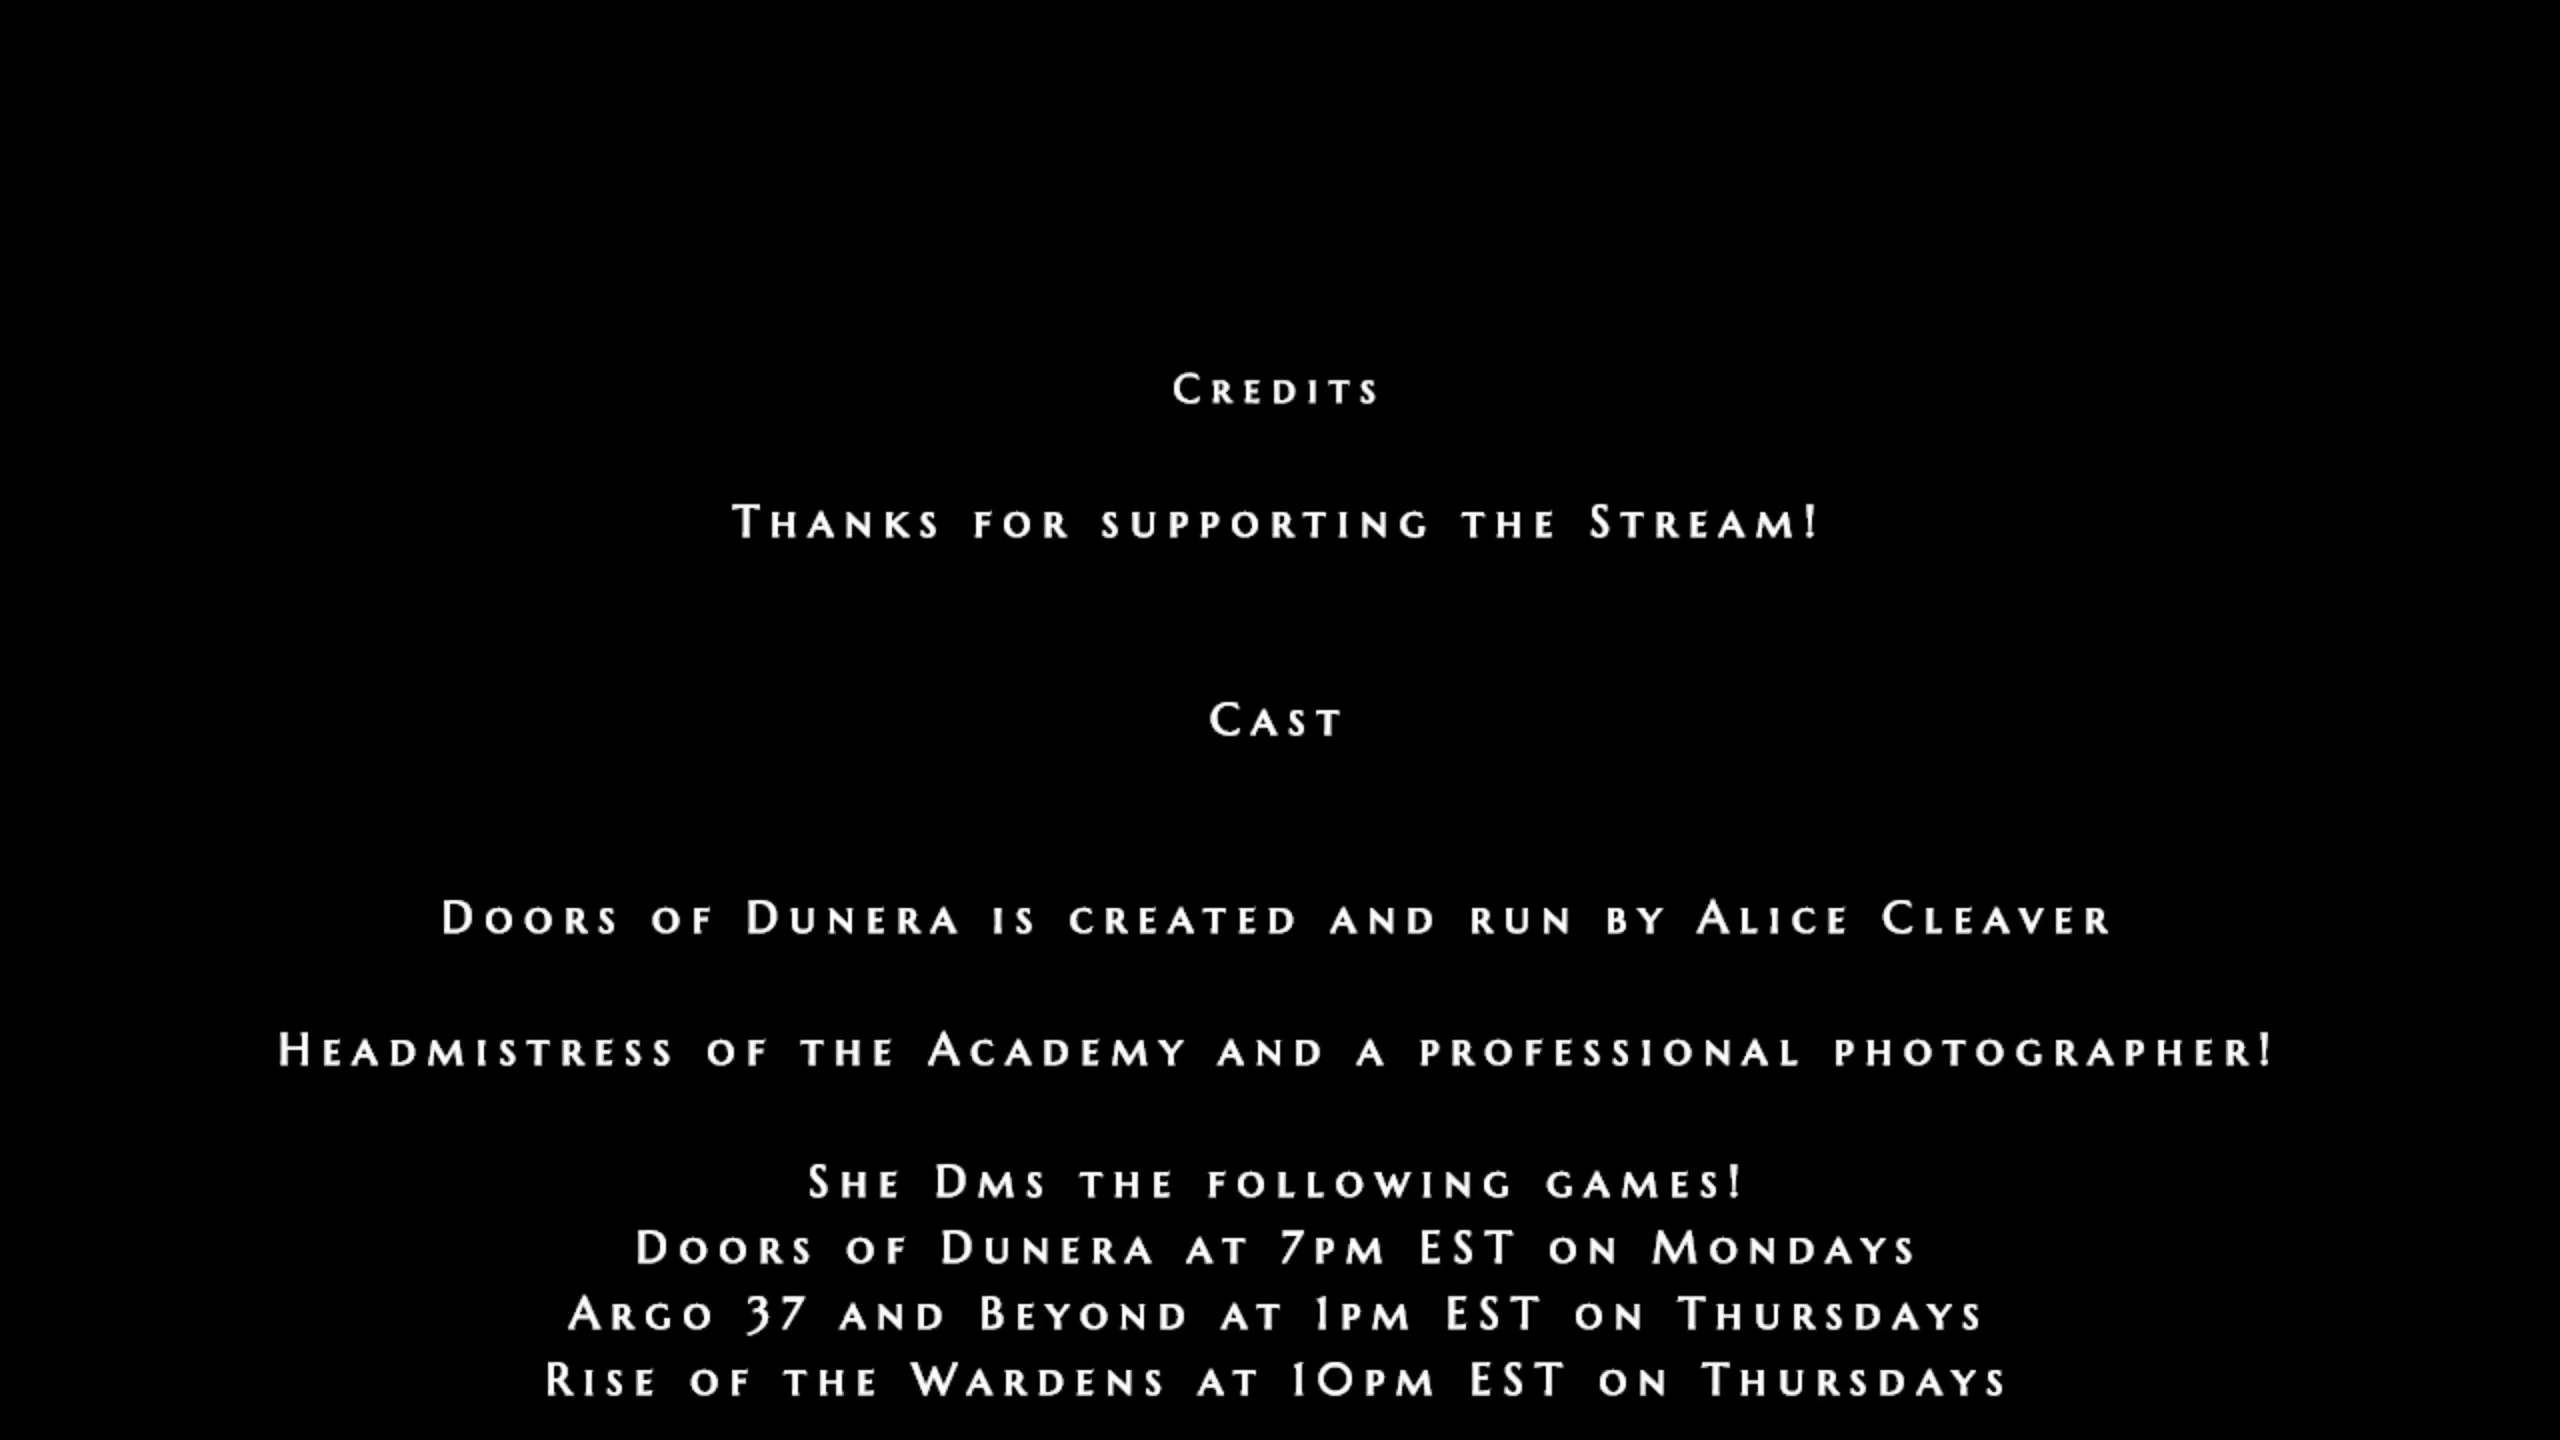 Credits
Thanks for supporting the Stream!
Cast
Doors of Dunera is created and run by Alice Cleaver
Headmistress of the Academy and a professional photographer!
She Dms the following games!
Doors of Dunera at 7pm EST on Mondays
Argo 37 and Beyond at 1pm EST on Thursdays
Rise of the Wardens at 10pm EST on Thursdays